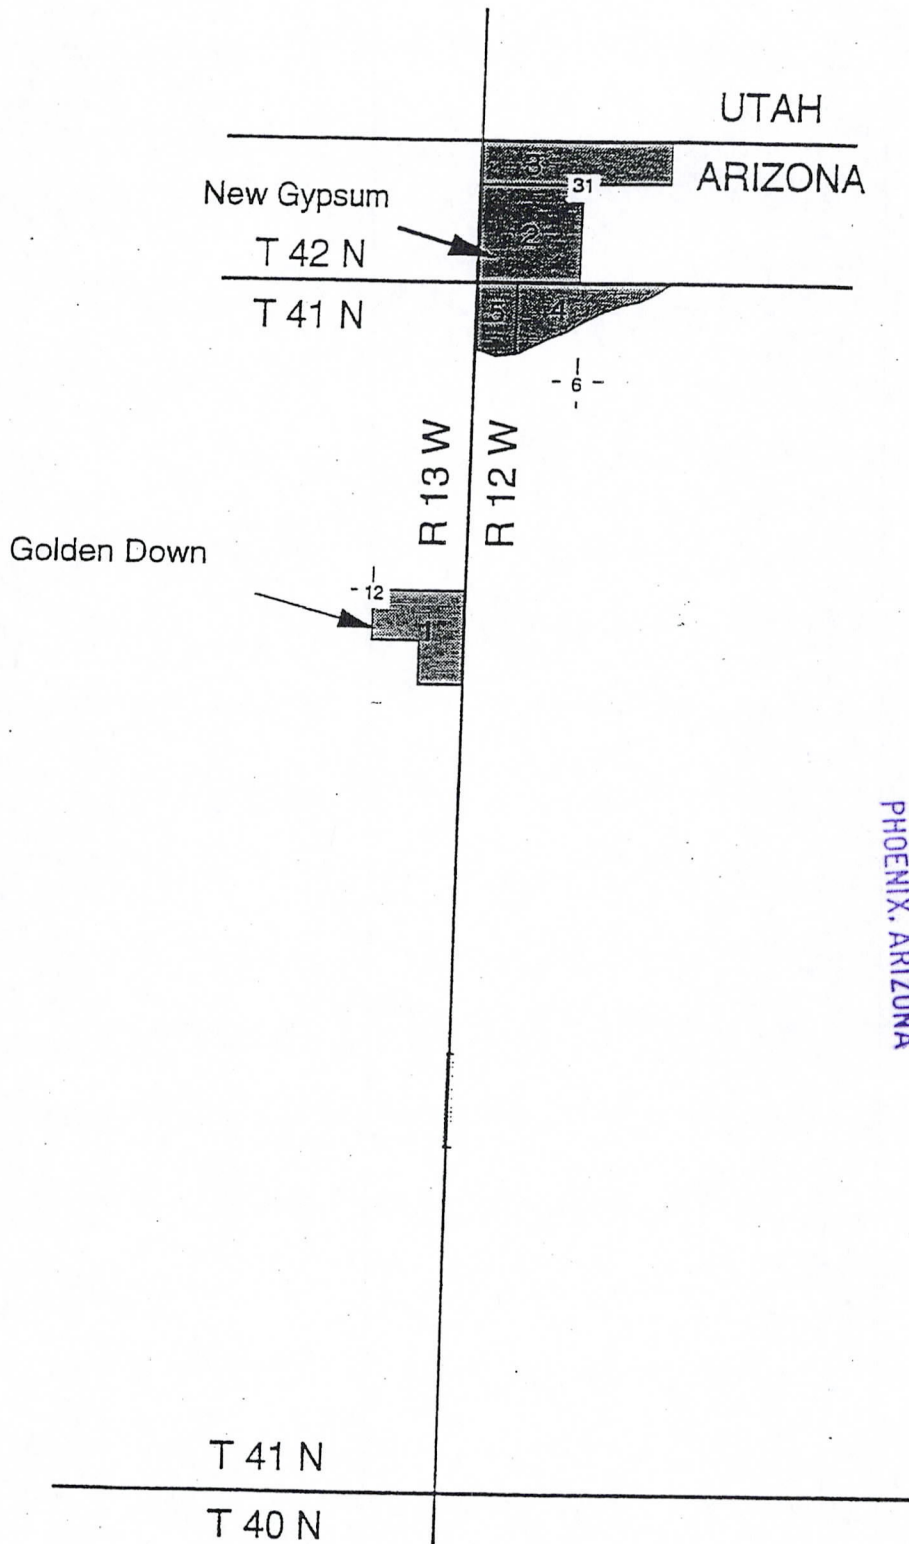 UTAH
3
ARIZONA
31
New Gypsum
2
T 42 N
T 41 N
5 4
- 6 -
R 13 W
R 12 W
Golden Down
- 12
1
PHOENIX, ARIZONA
T 41 N
T 40 N